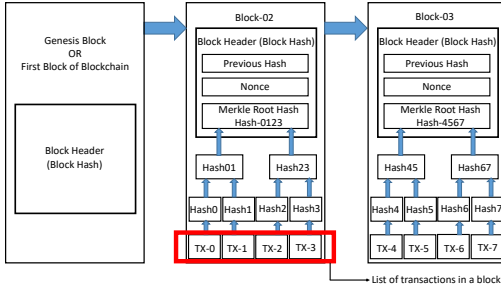 Genesis Block
OR
First Block of Blockchain
Block Header
(Block Hash)
Block-02
Block Header (Block Hash)
Previous Hash
Nonce
Merkle Root Hash
Hash-0123
Hash01
Hash23
Hash0
Hash1
Hash2
Hash3
TX-0
TX-1
TX-2
TX-3
Block-03
Block Header (Block Hash)
Previous Hash
Nonce
Merkle Root Hash
Hash-4567
Hash45
Hash67
Hash4
Hash5
Hash6
Hash7
TX-4
TX-5
TX-6
TX-7
List of transactions in a block